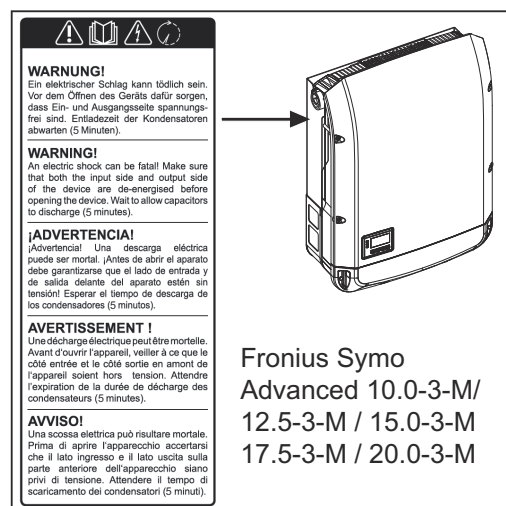 WARNUNG!
Ein elektrischer Schlag kann tödlich sein.
Vor dem Öffnen des Geräts dafür sorgen,
dass Ein- und Ausgangsseite spannungs-
frei sind. Entladezeit der Kondensatoren
abwarten (5 Minuten).
WARNING!
An electric shock can be fatal! Make sure
that both the input side and output side
of the device are de-energised before
opening the device. Wait to allow capacitors
to discharge (5 minutes).
¡ADVERTENCIA!
¡Advertencia! Una descarga eléctrica
puede ser mortal. ¡Antes de abrir el aparato
debe garantizarse que el lado de entrada y
de salida delante del aparato estén sin
tensión! Esperar el tiempo de descarga de
los condensadores (5 minutos).
AVERTISSEMENT !
Une décharge électrique peut être mortelle.
Avant d'ouvrir l'appareil, veiller à ce que le
côté entrée et le côté sortie en amont de
l'appareil soient hors tension. Attendre
l'expiration de la durée de décharge des
condensateurs (5 minutes).
AVVISO!
Una scossa elettrica può risultare mortale.
Prima di aprire l'apparecchio accertarsi
che il lato ingresso e il lato uscita sulla
parte anteriore dell'apparecchio siano
privi di tensione. Attendere il tempo di
scaricamento dei condensatori (5 minuti).
Fronius Symo
Advanced 10.0-3-M/
12.5-3-M / 15.0-3-M
17.5-3-M / 20.0-3-M